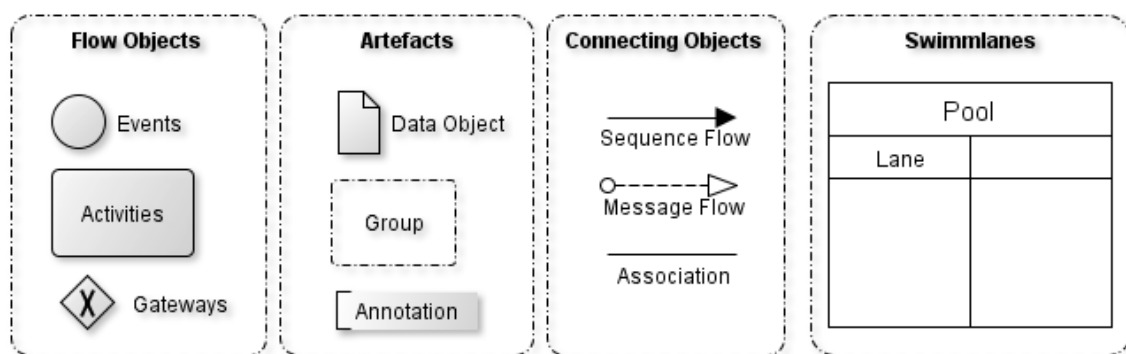 Flow Objects
Events
Activities
X
Gateways
Artefacts
Data Object
Group
Annotation
Connecting Objects
Sequence Flow
Message Flow
Association
Swimmlanes
Pool
Lane